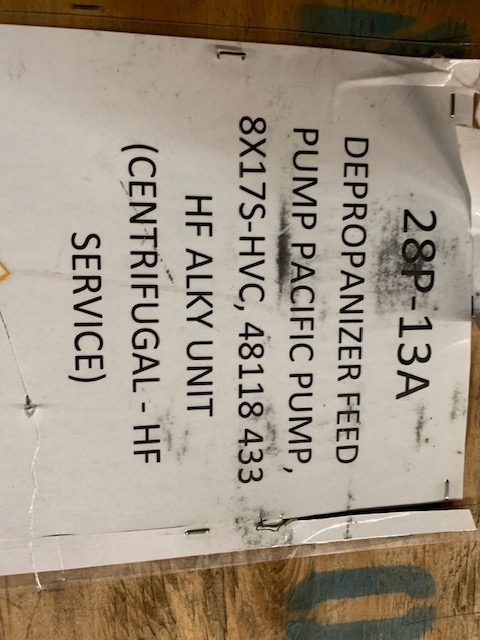 28P-13A
DEPROPANIZER FEED
PUMP PACIFIC PUMP,
8X17S-HVC, 48118 433
HF ALKY UNIT
(CENTRIFUGAL - HF
SERVICE)